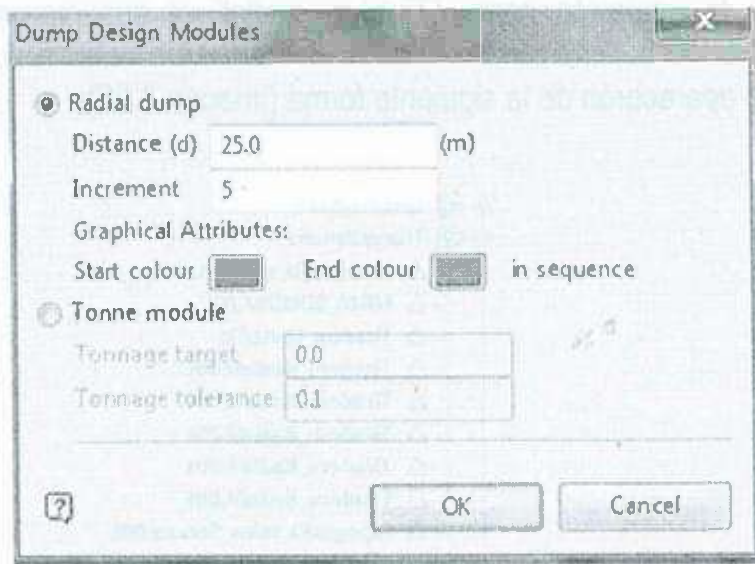 Dump Design Modules
Radial dump
Distance (d) 25.0 (m)
Increment 5
Graphical Attributes:
Start colour End colour in sequence
Tonne module
Tonnage target 0.0
Tonnage tolerance 0.1
? OK Cancel